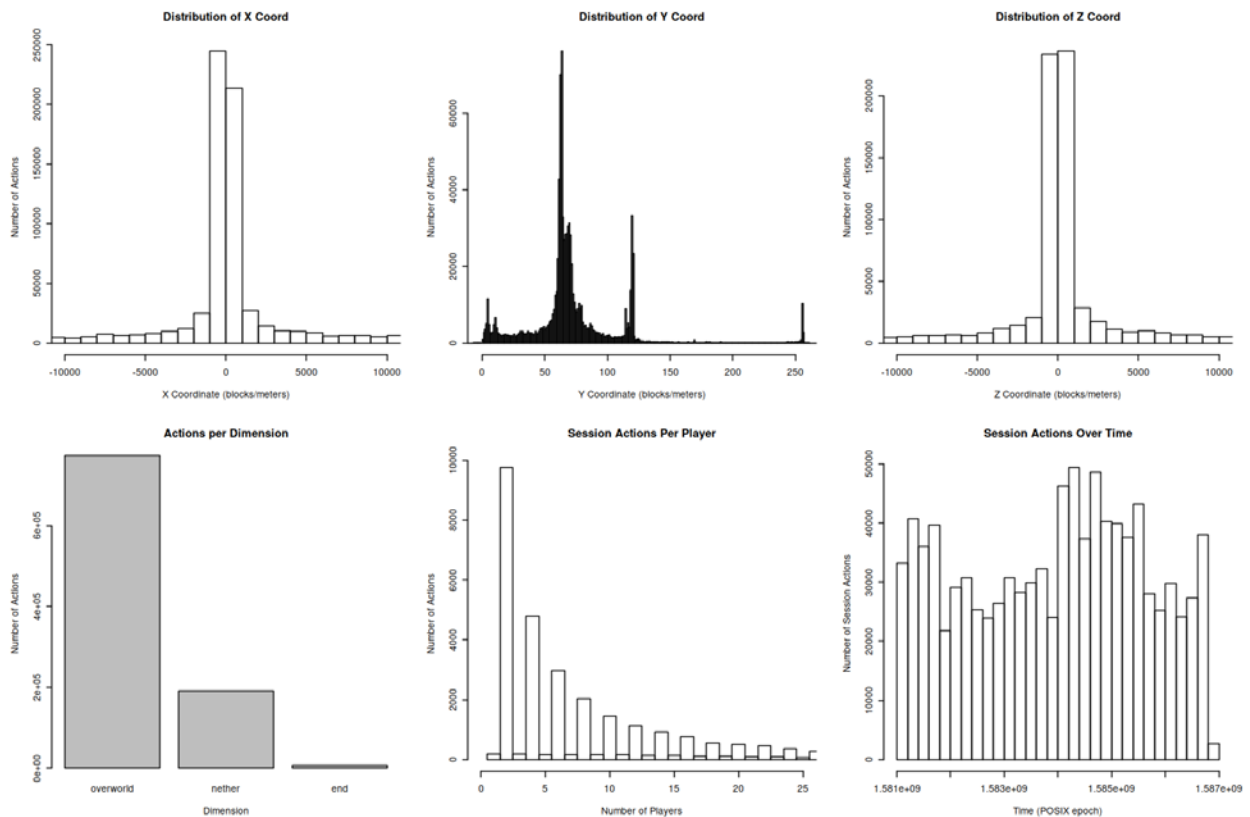 Distribution of X Coord
Number of Actions
0
50000
100000
150000
200000
250000
-10000 -5000 0 5000 10000
X Coordinate (blocks/meters)
Distribution of Y Coord
Number of Actions
0
20000
40000
60000
0 50 100 150 200 250
Y Coordinate (blocks/meters)
Distribution of Z Coord
Number of Actions
0
50000
100000
150000
200000
-10000 -5000 0 5000 10000
Z Coordinate (blocks/meters)
Actions per Dimension
Number of Actions
0e+00
2e+05
4e+05
6e+05
overworld nether end
Dimension
Session Actions Per Player
Number of Actions
0
2000
4000
6000
8000
10000
0 5 10 15 20 25
Number of Players
Session Actions Over Time
Number of Session Actions
0
10000
20000
30000
40000
50000
1.581e+09 1.583e+09 1.585e+09 1.587e+09
Time (POSIX epoch)